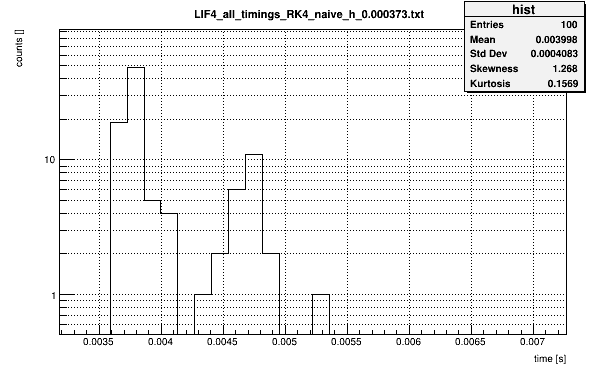 LIF4_all_timings_RK4_naive_h_0.000373.txt
hist
Entries 100
Mean 0.003998
Std Dev 0.0004083
Skewness 1.268
Kurtosis 0.1569
counts []
10
1
0.0035 0.004 0.0045 0.005 0.0055 0.006 0.0065 0.007
time [s]